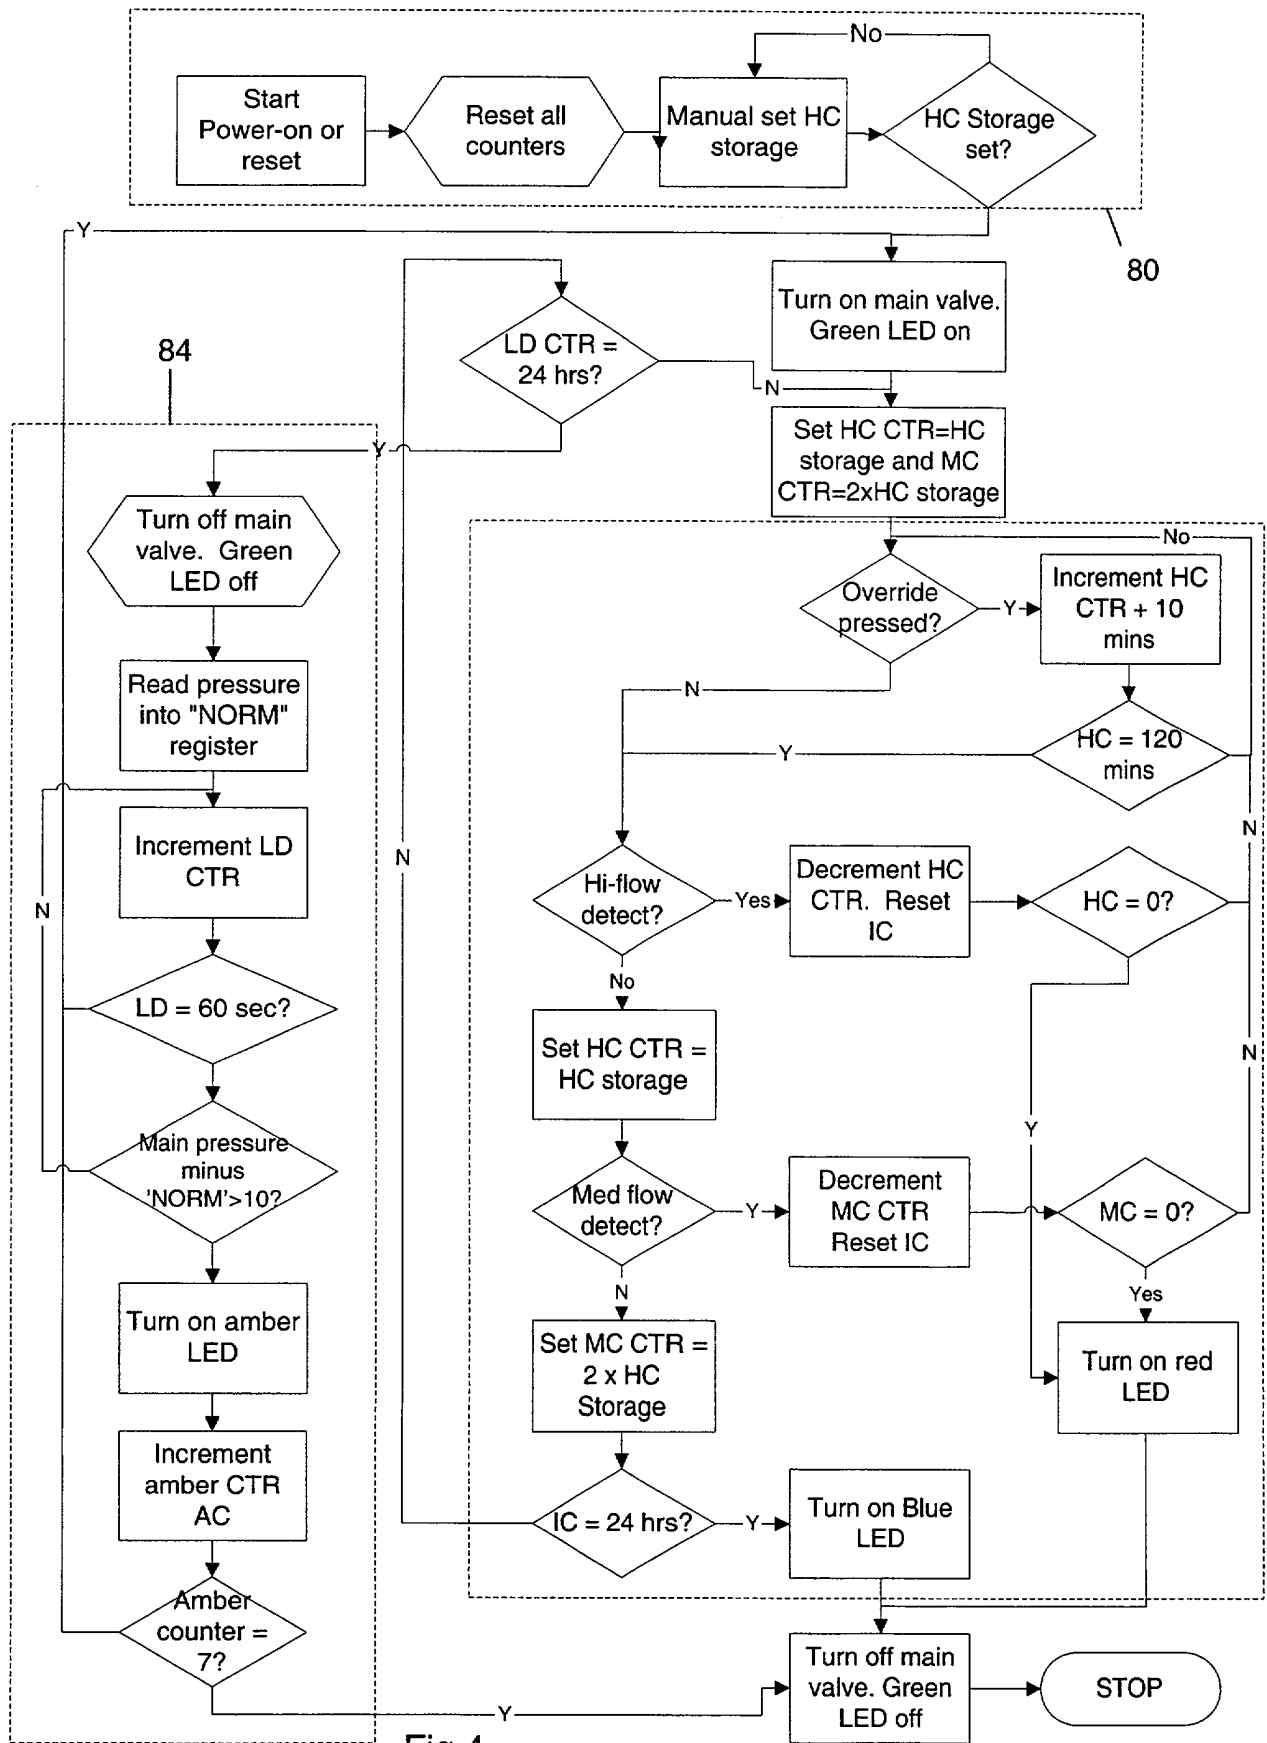 No
Start
Power-on or
reset
Reset all
counters
Manual set HC
storage
HC Storage
set?
Y
80
Turn on main valve.
Green LED on
LD CTR =
24 hrs?
N
84
Y
Set HC CTR=HC
storage and MC
CTR=2xHC storage
Turn off main
valve. Green
LED off
No
Override
pressed?
Y
Increment HC
CTR + 10
mins
Read pressure
into "NORM"
register
N
Y
HC = 120
mins
N
Increment LD
CTR
N
N
Hi-flow
detect?
Yes
Decrement HC
CTR. Reset
IC
HC = 0?
No
LD = 60 sec?
Set HC CTR =
HC storage
N
Y
Main pressure
minus
'NORM'>10?
Med flow
detect?
Y
Decrement
MC CTR
Reset IC
MC = 0?
N
Yes
Turn on amber
LED
Set MC CTR =
2 x HC
Storage
Turn on red
LED
Increment
amber CTR
AC
IC = 24 hrs?
Y
Turn on Blue
LED
Amber
counter =
7?
Y
Turn off main
valve. Green
LED off
STOP